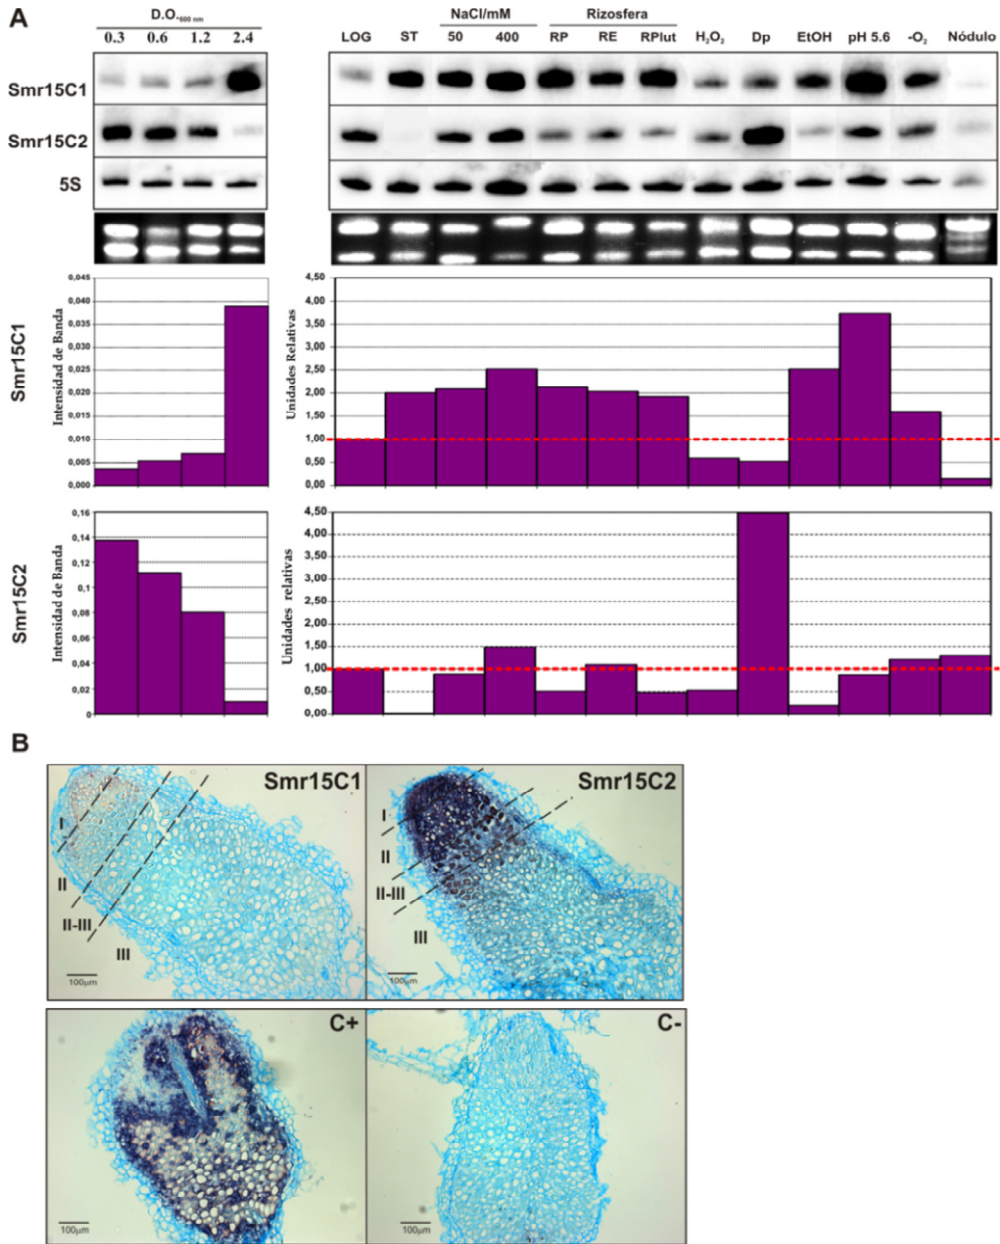 A
D.O.*600 nm
0.3 0.6 1.2 2.4
NaCl/mM Rizosfera
LOG ST 50 400 RP RE RPlut H₂O₂ Dp EtOH pH 5.6 -O₂ Nódulo
Smr15C1
Smr15C2
5S
Smr15C1
Intensidad de Banda
0,045
0,040
0,035
0,030
0,025
0,020
0,015
0,010
0,005
0,000
Unidades Relativas
4,50
4,00
3,50
3,00
2,50
2,00
1,50
1,00
0,50
0,00
Smr15C2
Intensidad de Banda
0,16
0,14
0,12
0,1
0,08
0,06
0,04
0,02
0
Unidades relativas
4,50
4,00
3,50
3,00
2,50
2,00
1,50
1,00
0,50
0,00
B
Smr15C1
I
II
II-III
III
100µm
Smr15C2
I
II
II-III
III
100µm
C+
100µm
C-
100µm